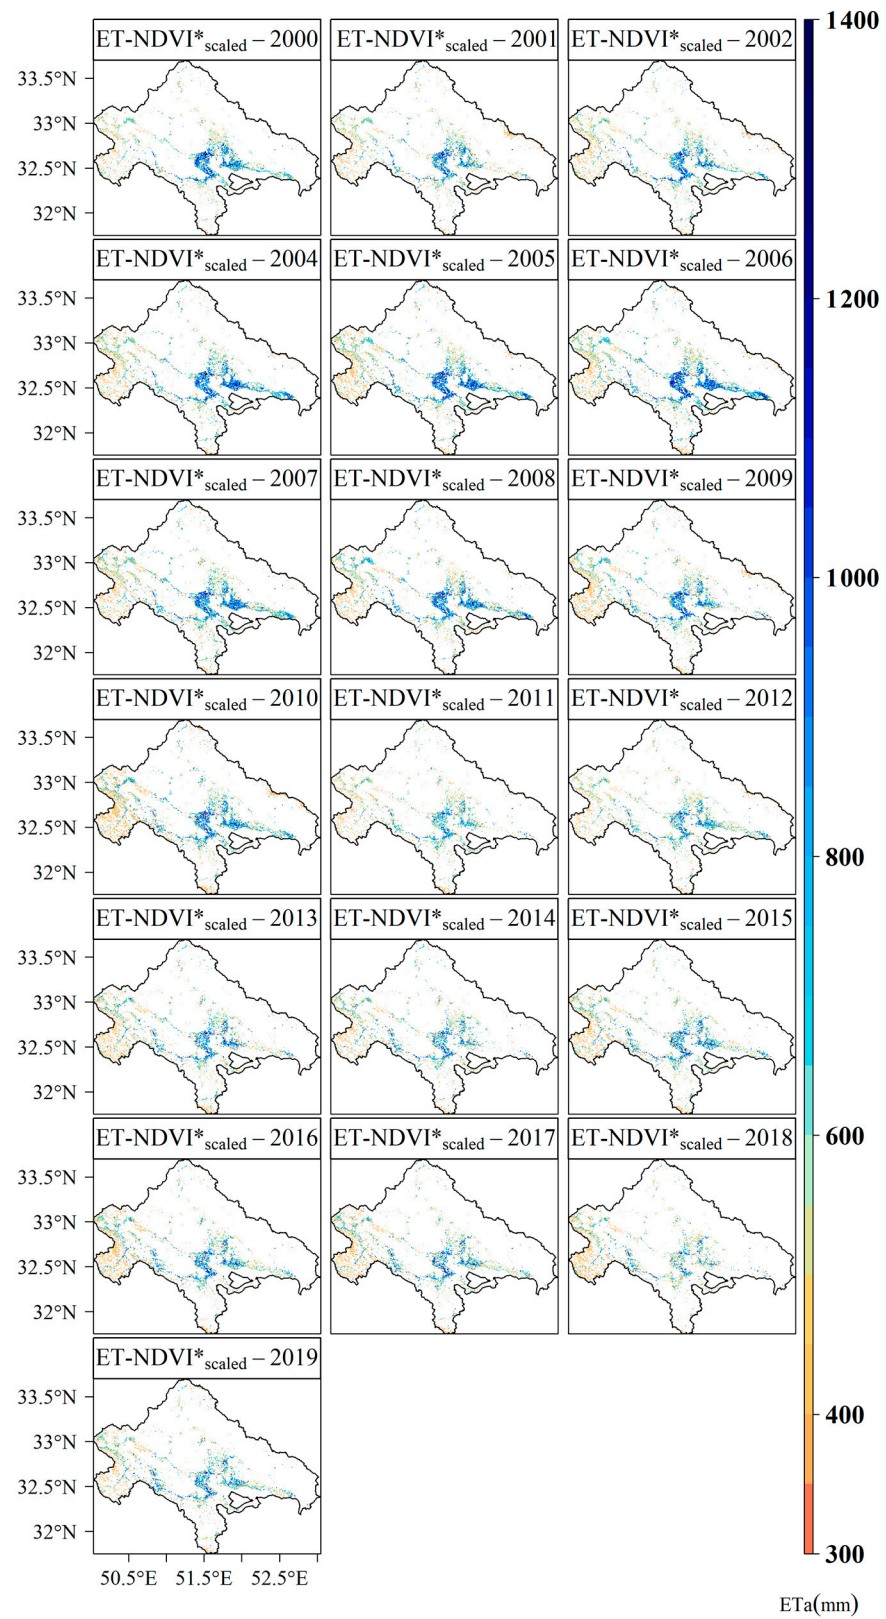 ET-NDVI*scaled – 2000 ET-NDVI*scaled – 2001 ET-NDVI*scaled – 2002
1400
33.5°N
33°N
32.5°N
32°N
ET-NDVI*scaled – 2004 ET-NDVI*scaled – 2005 ET-NDVI*scaled – 2006
33.5°N
1200
33°N
32.5°N
32°N
ET-NDVI*scaled – 2007 ET-NDVI*scaled – 2008 ET-NDVI*scaled – 2009
33.5°N
33°N
1000
32.5°N
32°N
ET-NDVI*scaled – 2010 ET-NDVI*scaled – 2011 ET-NDVI*scaled – 2012
33.5°N
33°N
32.5°N
800
32°N
ET-NDVI*scaled – 2013 ET-NDVI*scaled – 2014 ET-NDVI*scaled – 2015
33.5°N
33°N
32.5°N
32°N
ET-NDVI*scaled – 2016 ET-NDVI*scaled – 2017 ET-NDVI*scaled – 2018
600
33.5°N
33°N
32.5°N
32°N
ET-NDVI*scaled – 2019
33.5°N
400
33°N
32.5°N
32°N
300
50.5°E 51.5°E 52.5°E
ETa(mm)